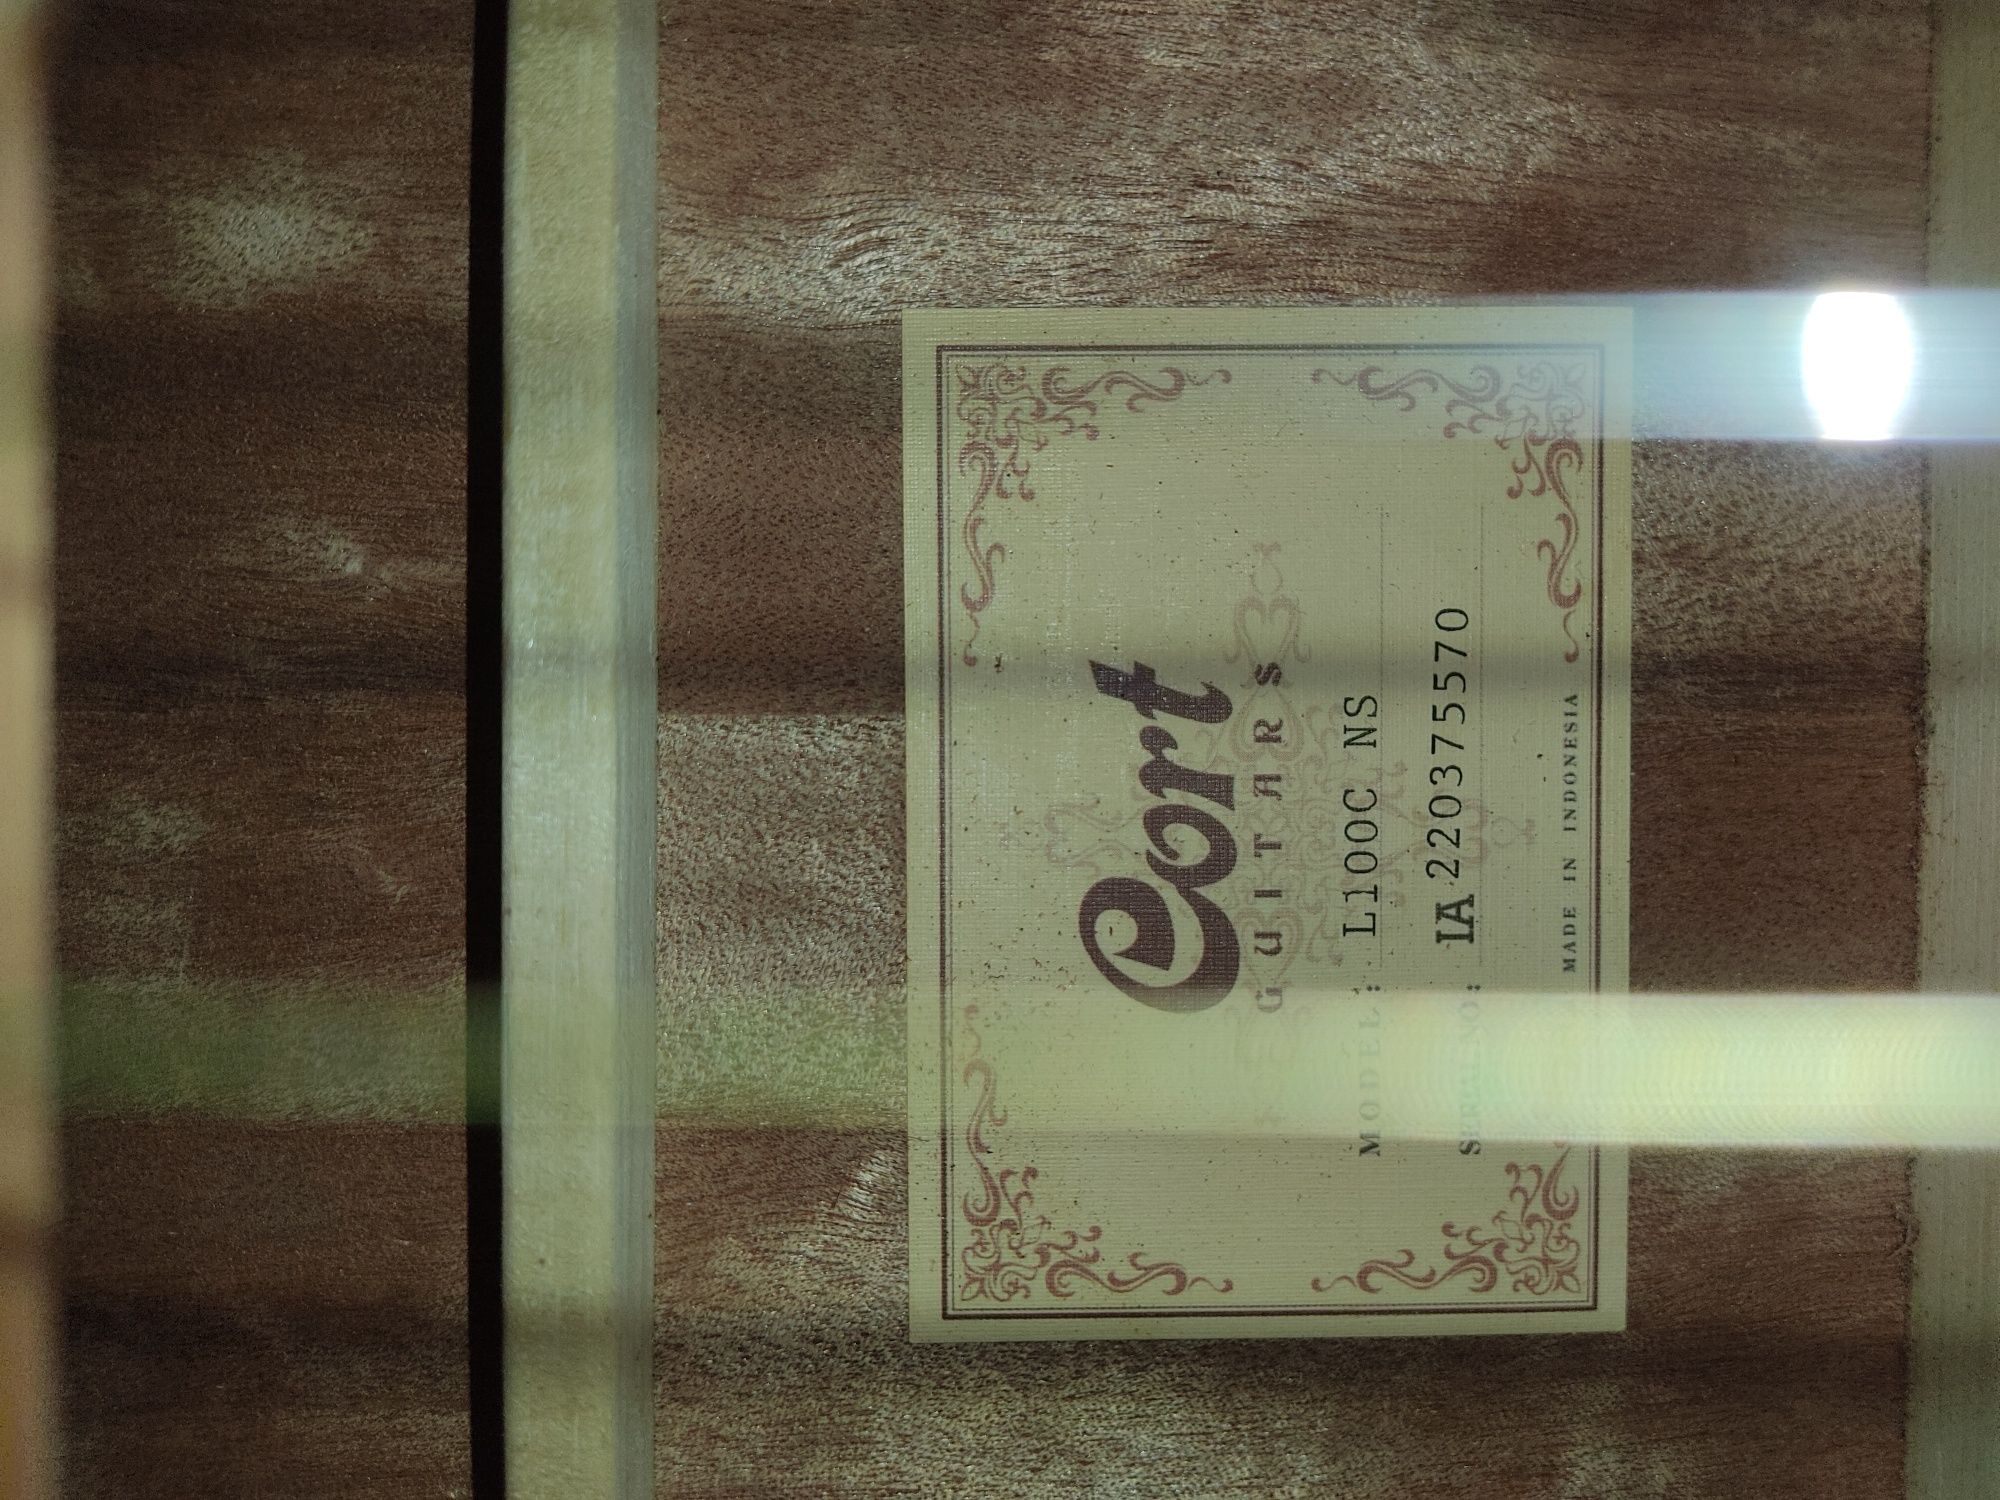 Cort
GUITARS
MODEL: L100C NS
SERIAL NO: IA 220375570
MADE IN INDONESIA